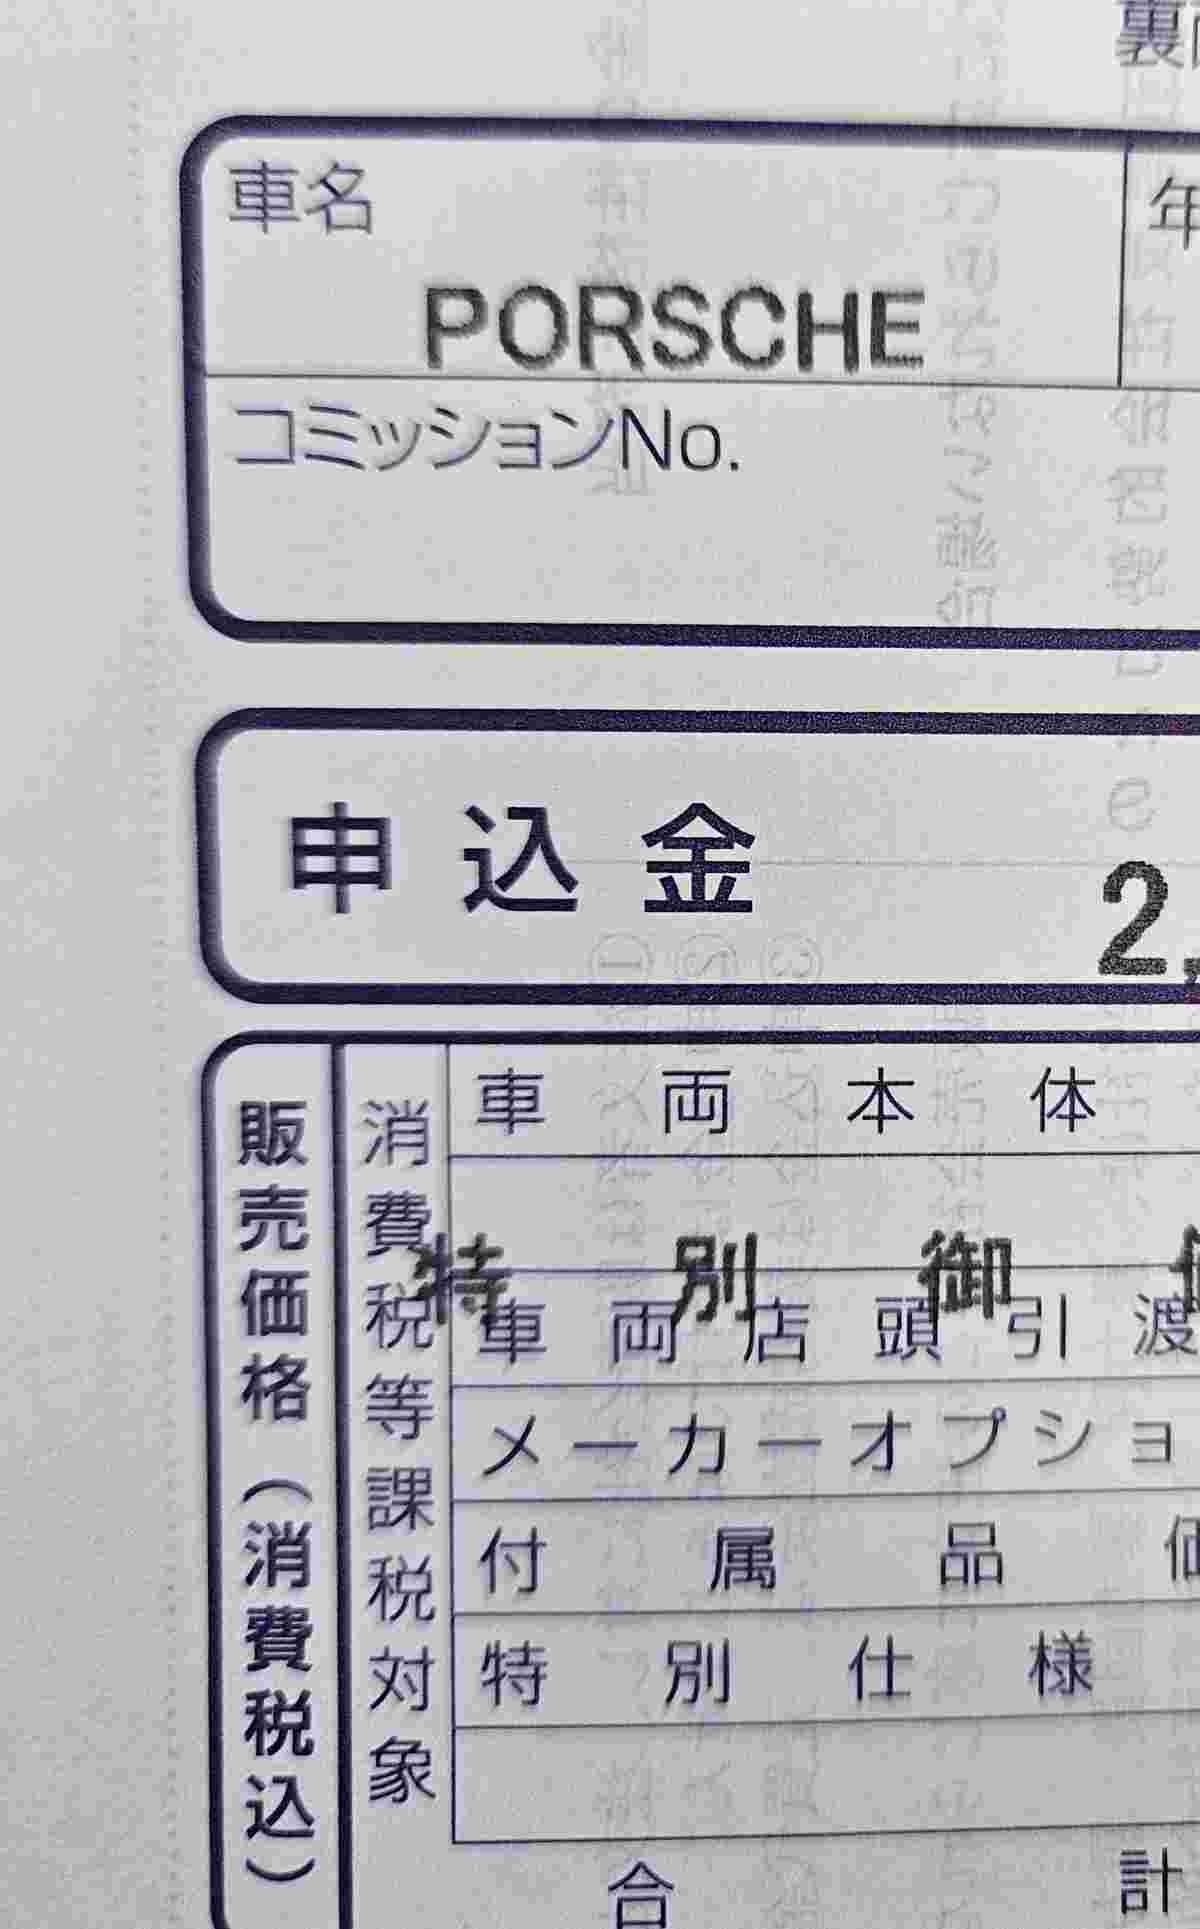 裏
車名
年
PORSCHE
コミッションNo.
申込金
2,
販売価格（消費税込）
消費税等課税対象
車両本体
特別御
車両店頭引渡
メーカーオプショ
付属品価
特別仕様
合計